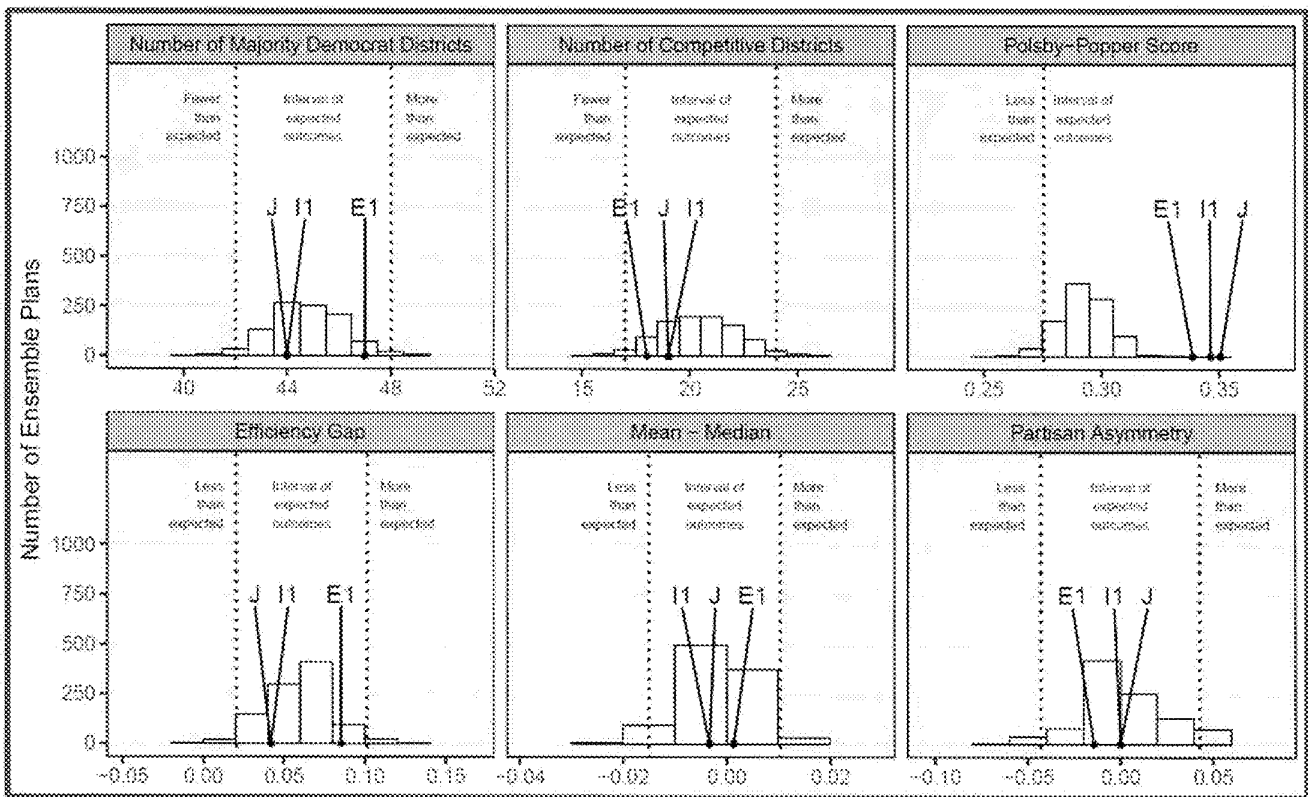 Number of Majority Democrat Districts
Number of Competitive Districts
Polsby-Popper Score
Fewer than expected
Interval of expected outcomes
More than expected
Fewer than expected
Interval of expected outcomes
More than expected
Less than expected
Interval of expected outcomes
Number of Ensemble Plans
1000
750
500
250
0
J I1 E1
E1 J I1
E1 I1 J
40 44 48 52
15 20 25
0.25 0.30 0.35
Efficiency Gap
Mean - Median
Partisan Asymmetry
Less than expected
Interval of expected outcomes
More than expected
Less than expected
Interval of expected outcomes
More than expected
Less than expected
Interval of expected outcomes
More than expected
1000
750
500
250
0
J I1 E1
I1 J E1
E1 I1 J
-0.05 0.00 0.05 0.10 0.15
-0.04 -0.02 0.00 0.02
-0.10 -0.05 0.00 0.05